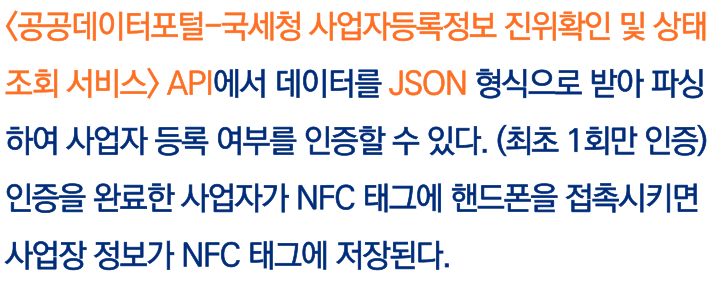 <공공데이터포털-국세청 사업자등록정보 진위확인 및 상태
조회 서비스> API에서 데이터를 JSON 형식으로 받아 파싱
하여 사업자 등록 여부를 인증할 수 있다. (최초 1회만 인증)
인증을 완료한 사업자가 NFC 태그에 핸드폰을 접촉시키면
사업장 정보가 NFC 태그에 저장된다.